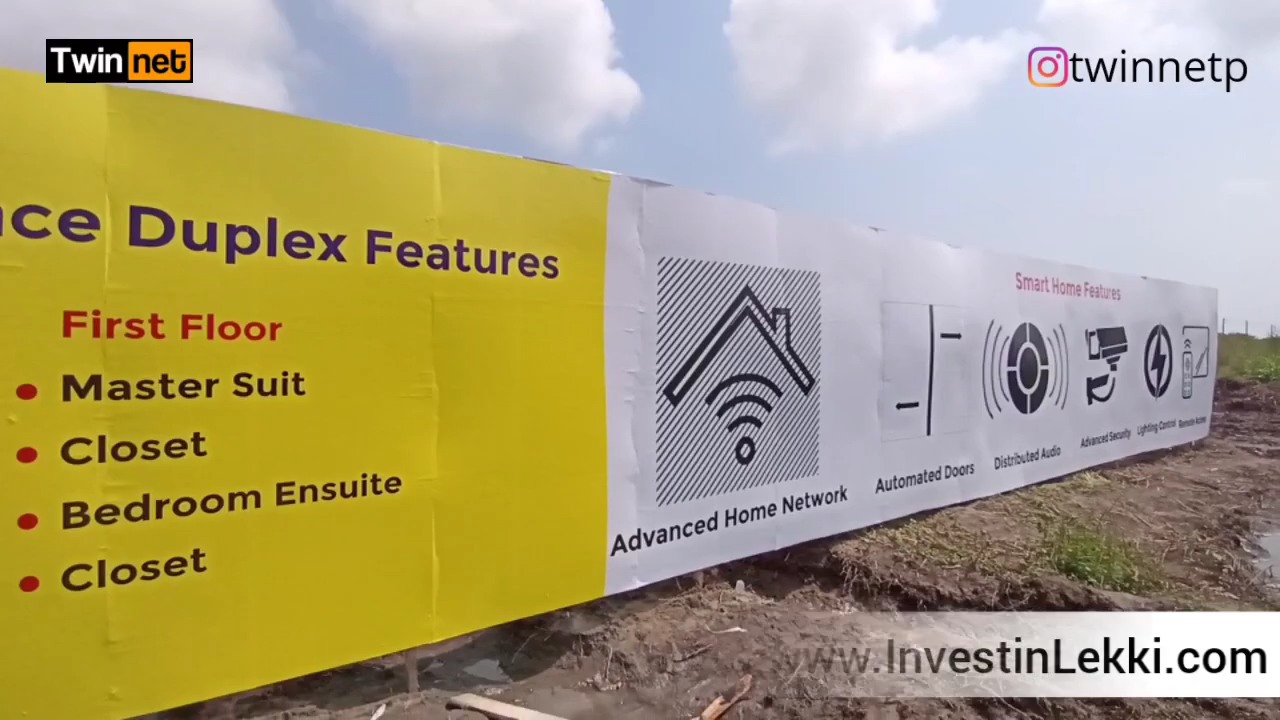 Twin net
twinnetp
Duplex Features
First Floor
Master Suit
Closet
Bedroom Ensuite
Closet
Advanced Home Network
Smart Home Features
Automated Doors
Distributed Audio
Advanced Security
Lighting Control
Remote Access
www.InvestinLekki.com